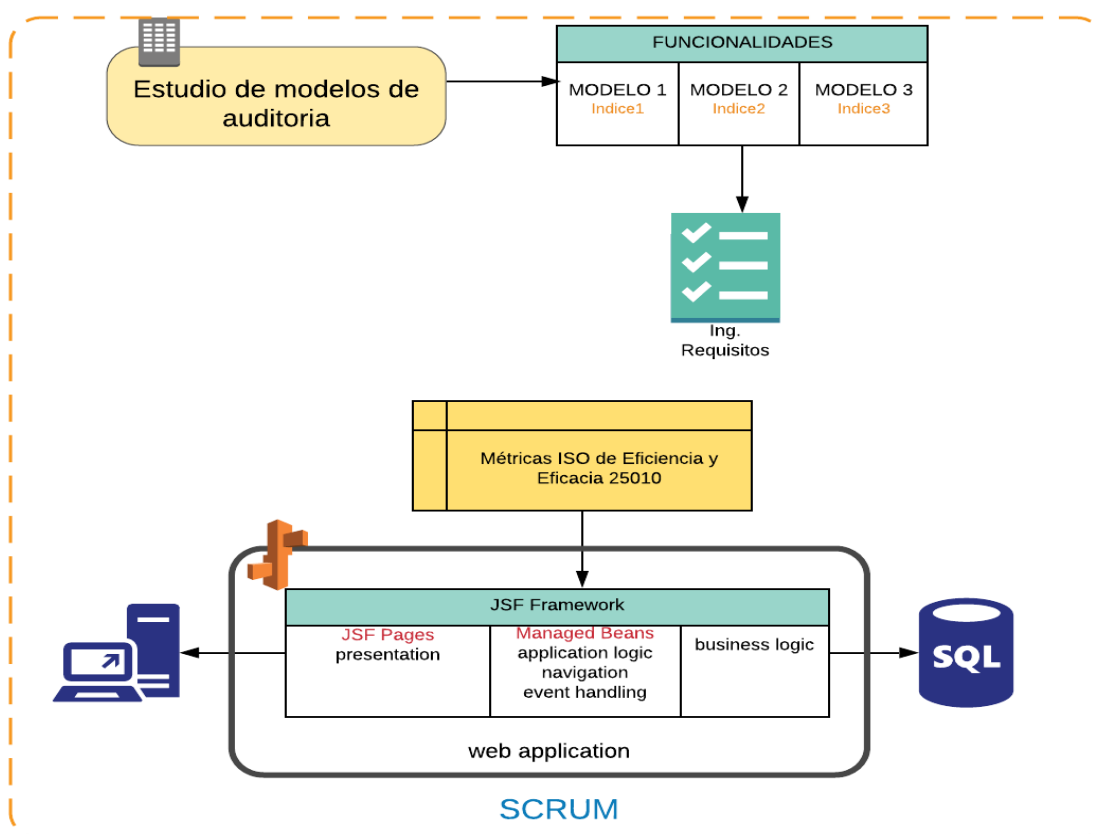 Estudio de modelos de
auditoria
FUNCIONALIDADES
MODELO 1
Indice1
MODELO 2
Indice2
MODELO 3
Indice3
Ing.
Requisitos
Métricas ISO de Eficiencia y
Eficacia 25010
JSF Framework
JSF Pages
presentation
Managed Beans
application logic
navigation
event handling
business logic
SQL
web application
SCRUM